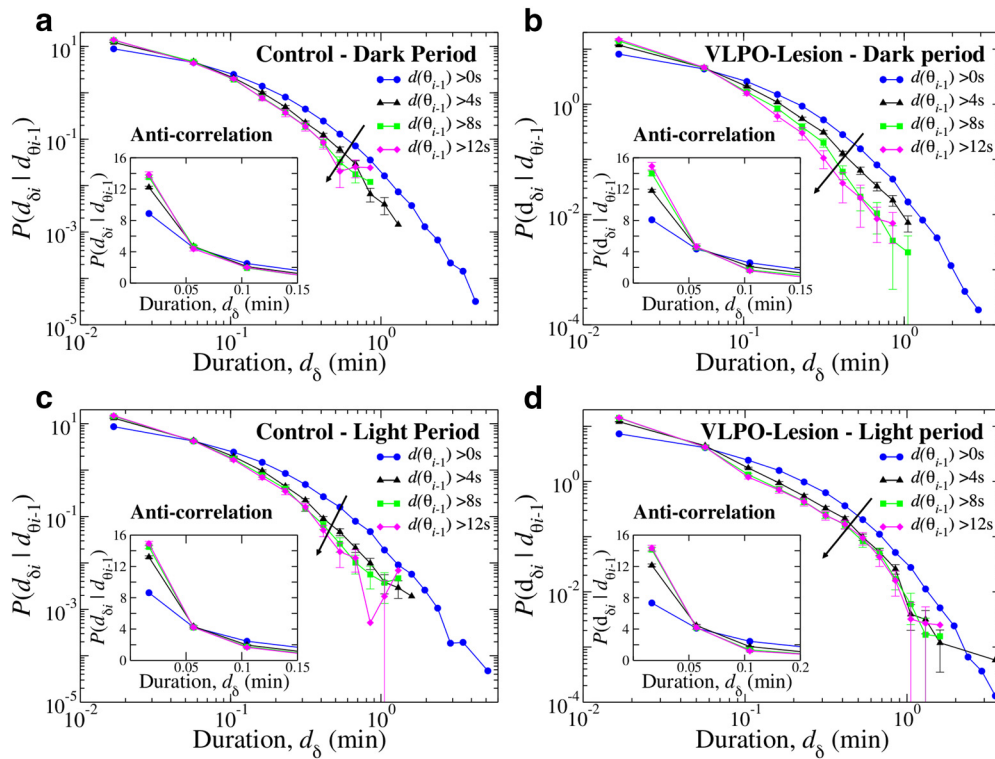 a
Control - Dark Period
d(θi-1) >0s
d(θi-1) >4s
d(θi-1) >8s
d(θi-1) >12s
Anti-correlation
16
12
8
4
0
0.05
0.10
0.15
Duration, dδ (min)
P(dδi | dθi-1)
10^1
10^-1
10^-3
10^-5
10^-2
10^-1
10^0
Duration, dδ (min)
P(dδi | dθi-1)
b
VLPO-Lesion - Dark period
d(θi-1) >0s
d(θi-1) >4s
d(θi-1) >8s
d(θi-1) >12s
Anti-correlation
16
12
8
4
0
0.05
0.10
0.15
Duration, dδ (min)
P(dδi | dθi-1)
10^0
10^-2
10^-4
10^-2
10^-1
10^0
Duration, dδ (min)
P(dδi | dθi-1)
c
Control - Light Period
d(θi-1) >0s
d(θi-1) >4s
d(θi-1) >8s
d(θi-1) >12s
Anti-correlation
16
12
8
4
0
0.05
0.10
0.15
Duration, dδ (min)
P(dδi | dθi-1)
10^1
10^-1
10^-3
10^-5
10^-2
10^-1
10^0
Duration, dδ (min)
P(dδi | dθi-1)
d
VLPO-Lesion - Light period
d(θi-1) >0s
d(θi-1) >4s
d(θi-1) >8s
d(θi-1) >12s
Anti-correlation
16
12
8
4
0
0.05
0.1
0.2
Duration, dδ (min)
P(dδi | dθi-1)
10^0
10^-2
10^-4
10^-2
10^-1
10^0
Duration, dδ (min)
P(dδi | dθi-1)